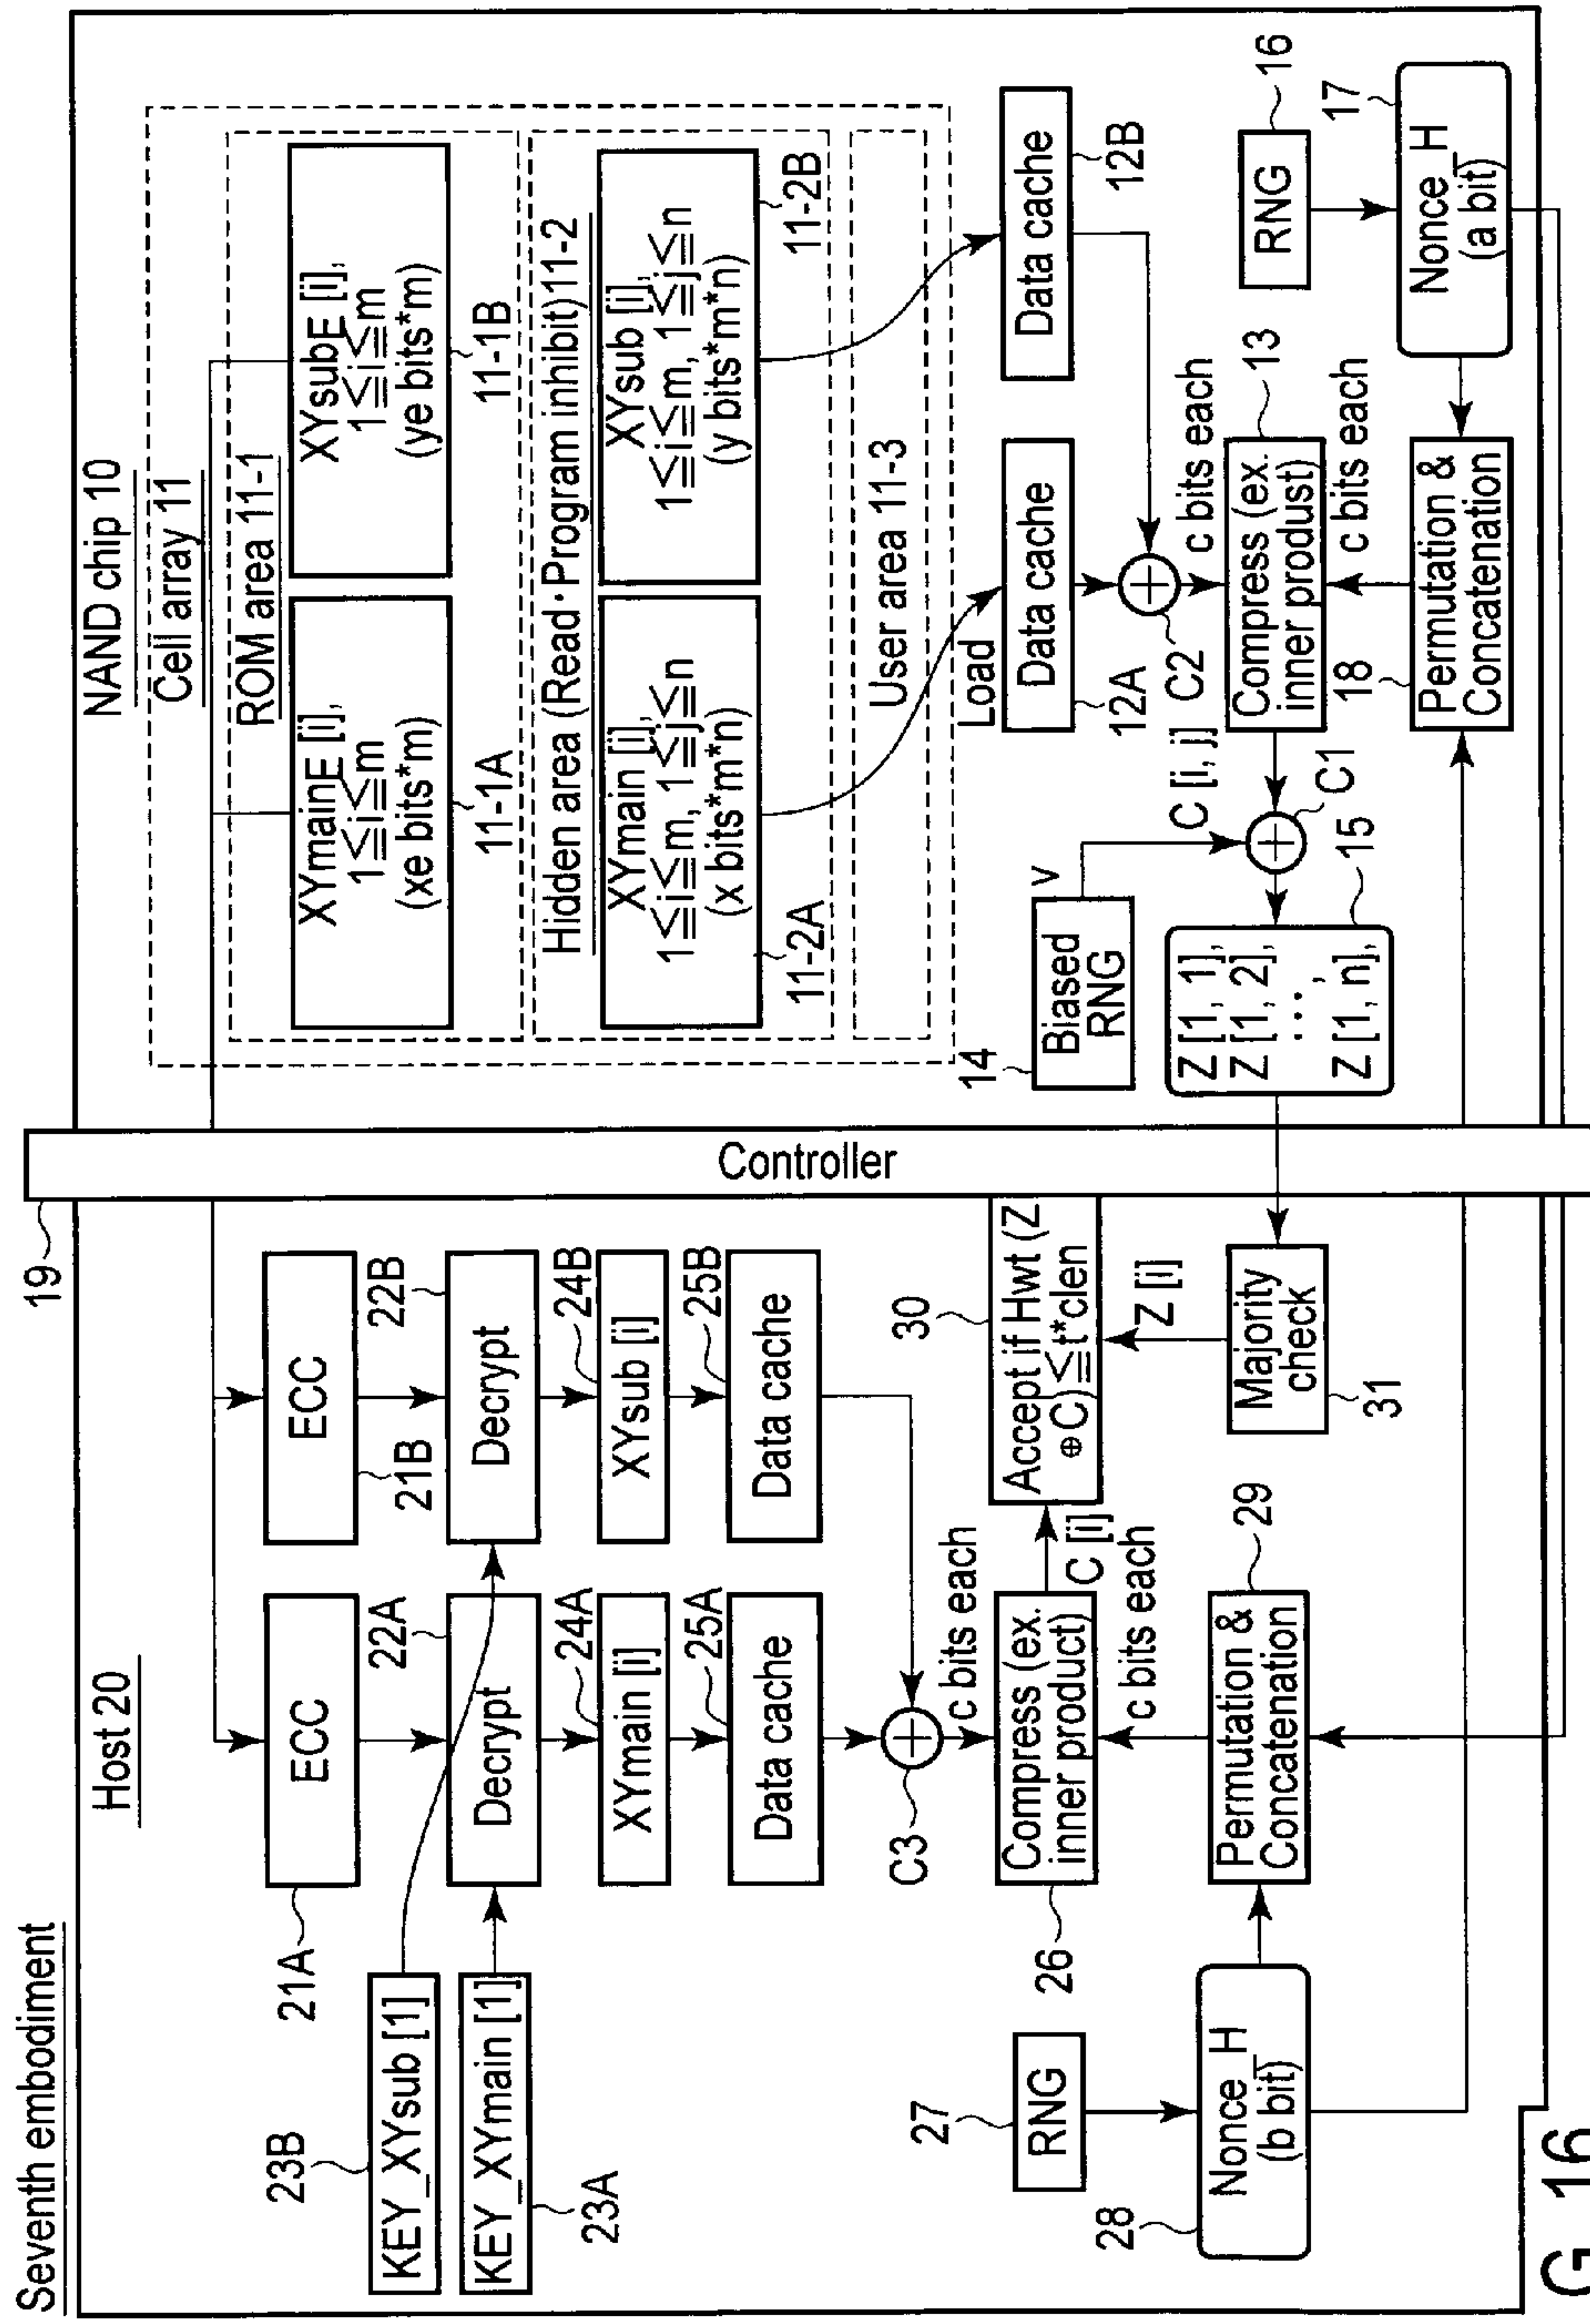 Seventh embodiment
Host 20
19
Controller
NAND chip 10
Cell array 11
ROM area 11-1
XYmainE [i],
1≦i≦m
(xe bits*m)
11-1A
XYsubE [i],
1≦i≦m
(ye bits*m)
11-1B
Hidden area (Read·Program inhibit) 11-2
XYmain [i],
1≦i≦m, 1≦j≦n
(x bits*m*n)
11-2A
XYsub [i],
1≦i≦m, 1≦j≦n
(y bits*m*n)
11-2B
User area 11-3
Load
Data cache
12A
Data cache
12B
C2
c bits each
Compress (ex.
inner produst)
13
c bits each
Permutation &
Concatenation
18
RNG
16
Nonce_H
(a bit)
17
C [i, j]
C1
v
Biased
RNG
14
Z [1, 1],
Z [1, 2],
...,
Z [1, n],
15
21A
ECC
ECC
21B
23B
KEY_XYsub [1]
KEY_XYmain [1]
23A
22A
Decrypt
22B
Decrypt
24A
XYmain [i]
24B
XYsub [i]
25A
Data cache
25B
Data cache
C3
c bits each
Compress (ex.
inner product)
26
C [i]
c bits each
Permutation &
Concatenation
29
RNG
27
Nonce_H
(b bit)
28
30
Accept if Hwt (Z
⊕C)≦t*clen
Z [i]
Majority
check
31
G. 16